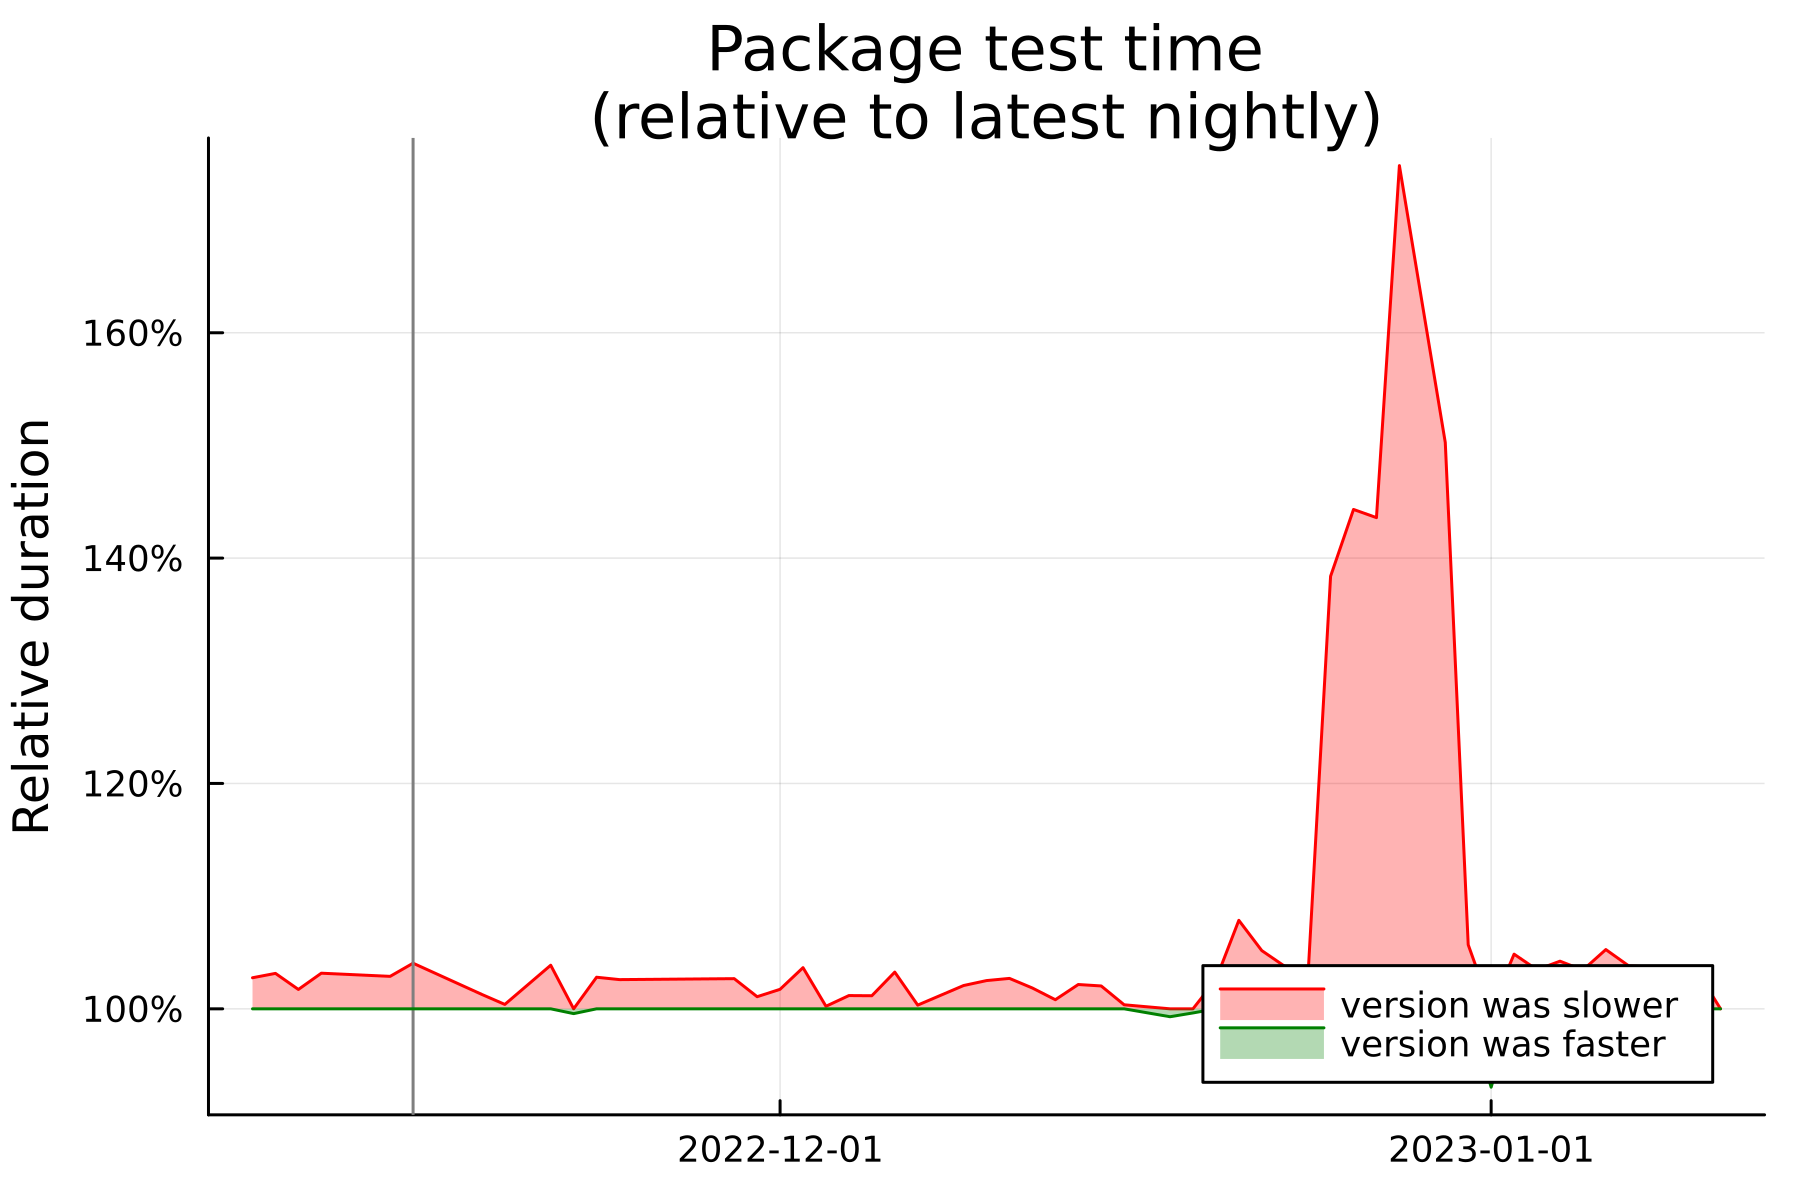 Package test time
(relative to latest nightly)
Relative duration
160%
140%
120%
100%
version was slower
version was faster
2022-12-01
2023-01-01